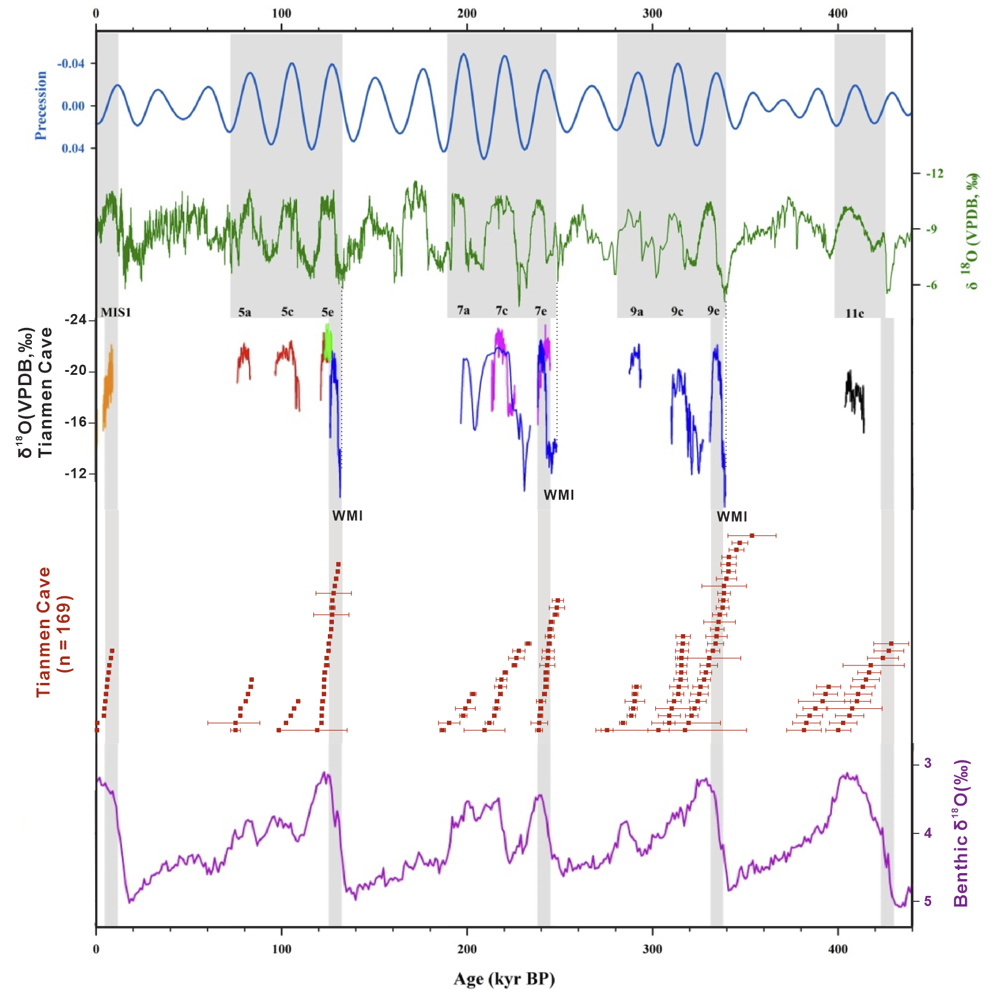 0 100 200 300 400
-0.04
0.00
0.04
Precession
-12
-9
-6
δ 18O (VPDB, ‰)
MIS1 5a 5c 5e 7a 7c 7e 9a 9c 9e 11c
-24
-20
-16
-12
δ18O(VPDB,‰)
Tianmen Cave
WMI
WMI
WMI
Tianmen Cave
(n = 169)
3
4
5
Benthic δ18O(‰)
0 100 200 300 400
Age (kyr BP)